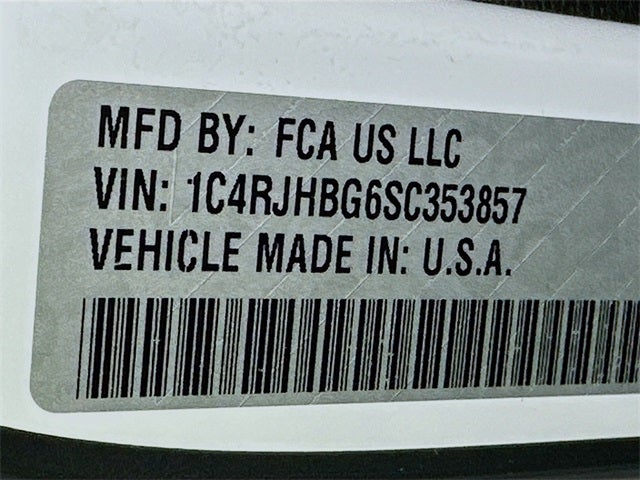 MFD BY: FCA US LLC
VIN: 1C4RJHBG6SC353857
VEHICLE MADE IN: U.S.A.